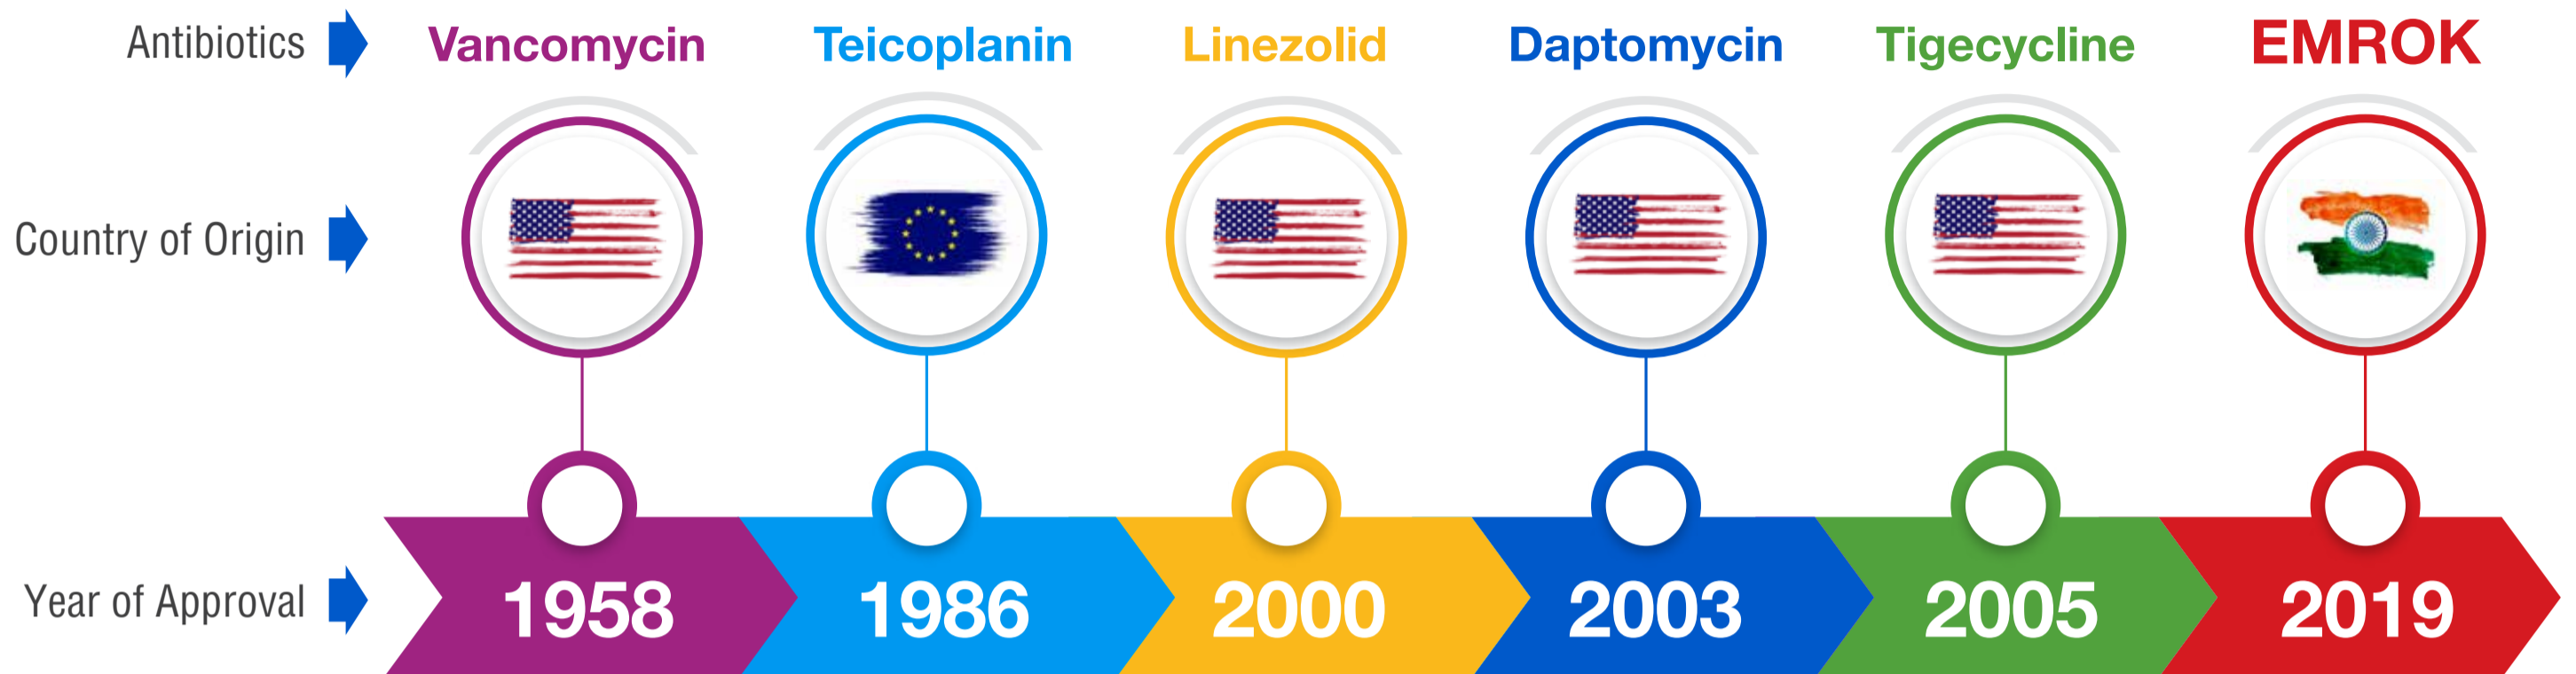 Antibiotics Vancomycin Teicoplanin Linezolid Daptomycin Tigecycline EMROK
Country of Origin
Year of Approval 1958 1986 2000 2003 2005 2019